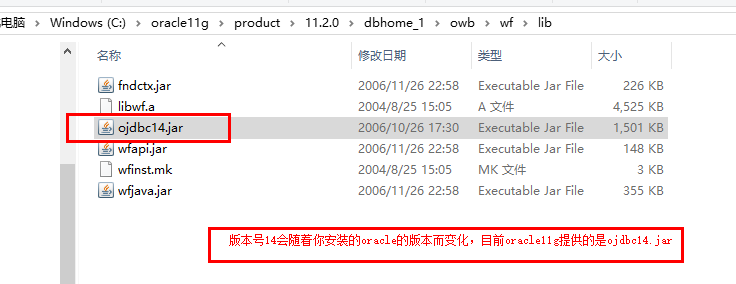 电脑 > Windows (C:) > oracle11g > product > 11.2.0 > dbhome_1 > owb > wf > lib
名称 修改日期 类型 大小
fndctx.jar 2006/11/26 22:58 Executable Jar File 226 KB
libwf.a 2004/8/25 15:05 A 文件 4,525 KB
ojdbc14.jar 2006/10/26 17:30 Executable Jar File 1,501 KB
wfapi.jar 2006/11/26 22:58 Executable Jar File 148 KB
wfinst.mk 2004/8/25 15:05 MK 文件 3 KB
wfjava.jar 2006/11/26 22:58 Executable Jar File 355 KB
版本号14会随着你安装的oracle的版本而变化，目前oracle11g提供的是ojdbc14.jar